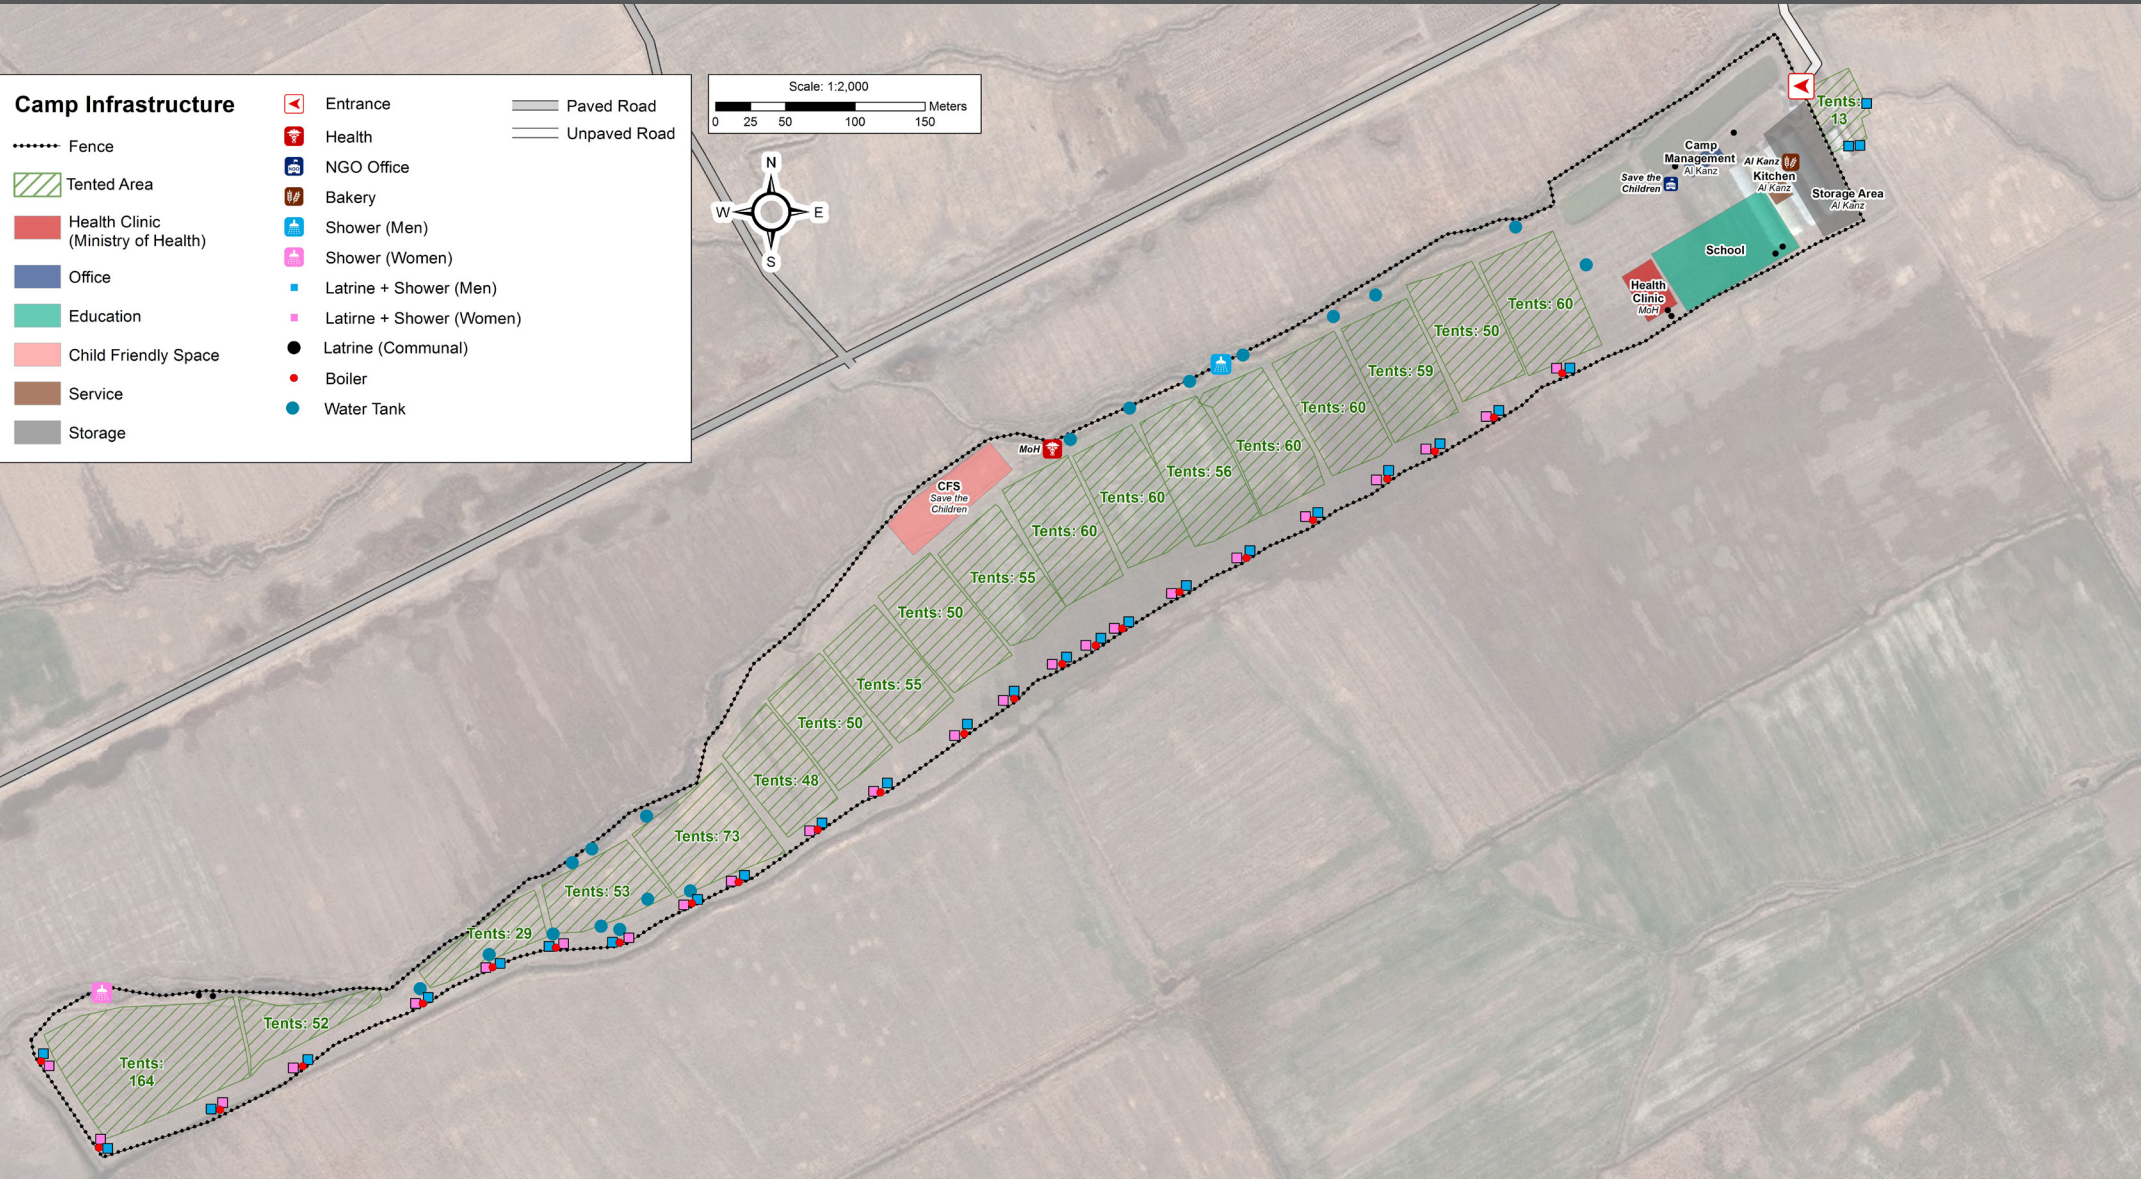 Camp Infrastructure
Fence
Tented Area
Health Clinic
(Ministry of Health)
Office
Education
Child Friendly Space
Service
Storage
Entrance
Health
NGO Office
Bakery
Shower (Men)
Shower (Women)
Latrine + Shower (Men)
Latirne + Shower (Women)
Latrine (Communal)
Boiler
Water Tank
Paved Road
Unpaved Road
Scale: 1:2,000
Meters
0 25 50 100 150
N
W E
S
Tents:
13
Camp
Management
Al Kanz
Al Kanz
Kitchen
Al Kanz
Save the
Children
Storage Area
Al Kanz
School
Health
Clinic
MoH
Tents: 60
Tents: 50
Tents: 59
Tents: 60
Tents: 60
Tents: 56
Tents: 60
Tents: 60
MoH
CFS
Save the
Children
Tents: 55
Tents: 50
Tents: 55
Tents: 50
Tents: 48
Tents: 73
Tents: 53
Tents: 29
Tents: 52
Tents:
164